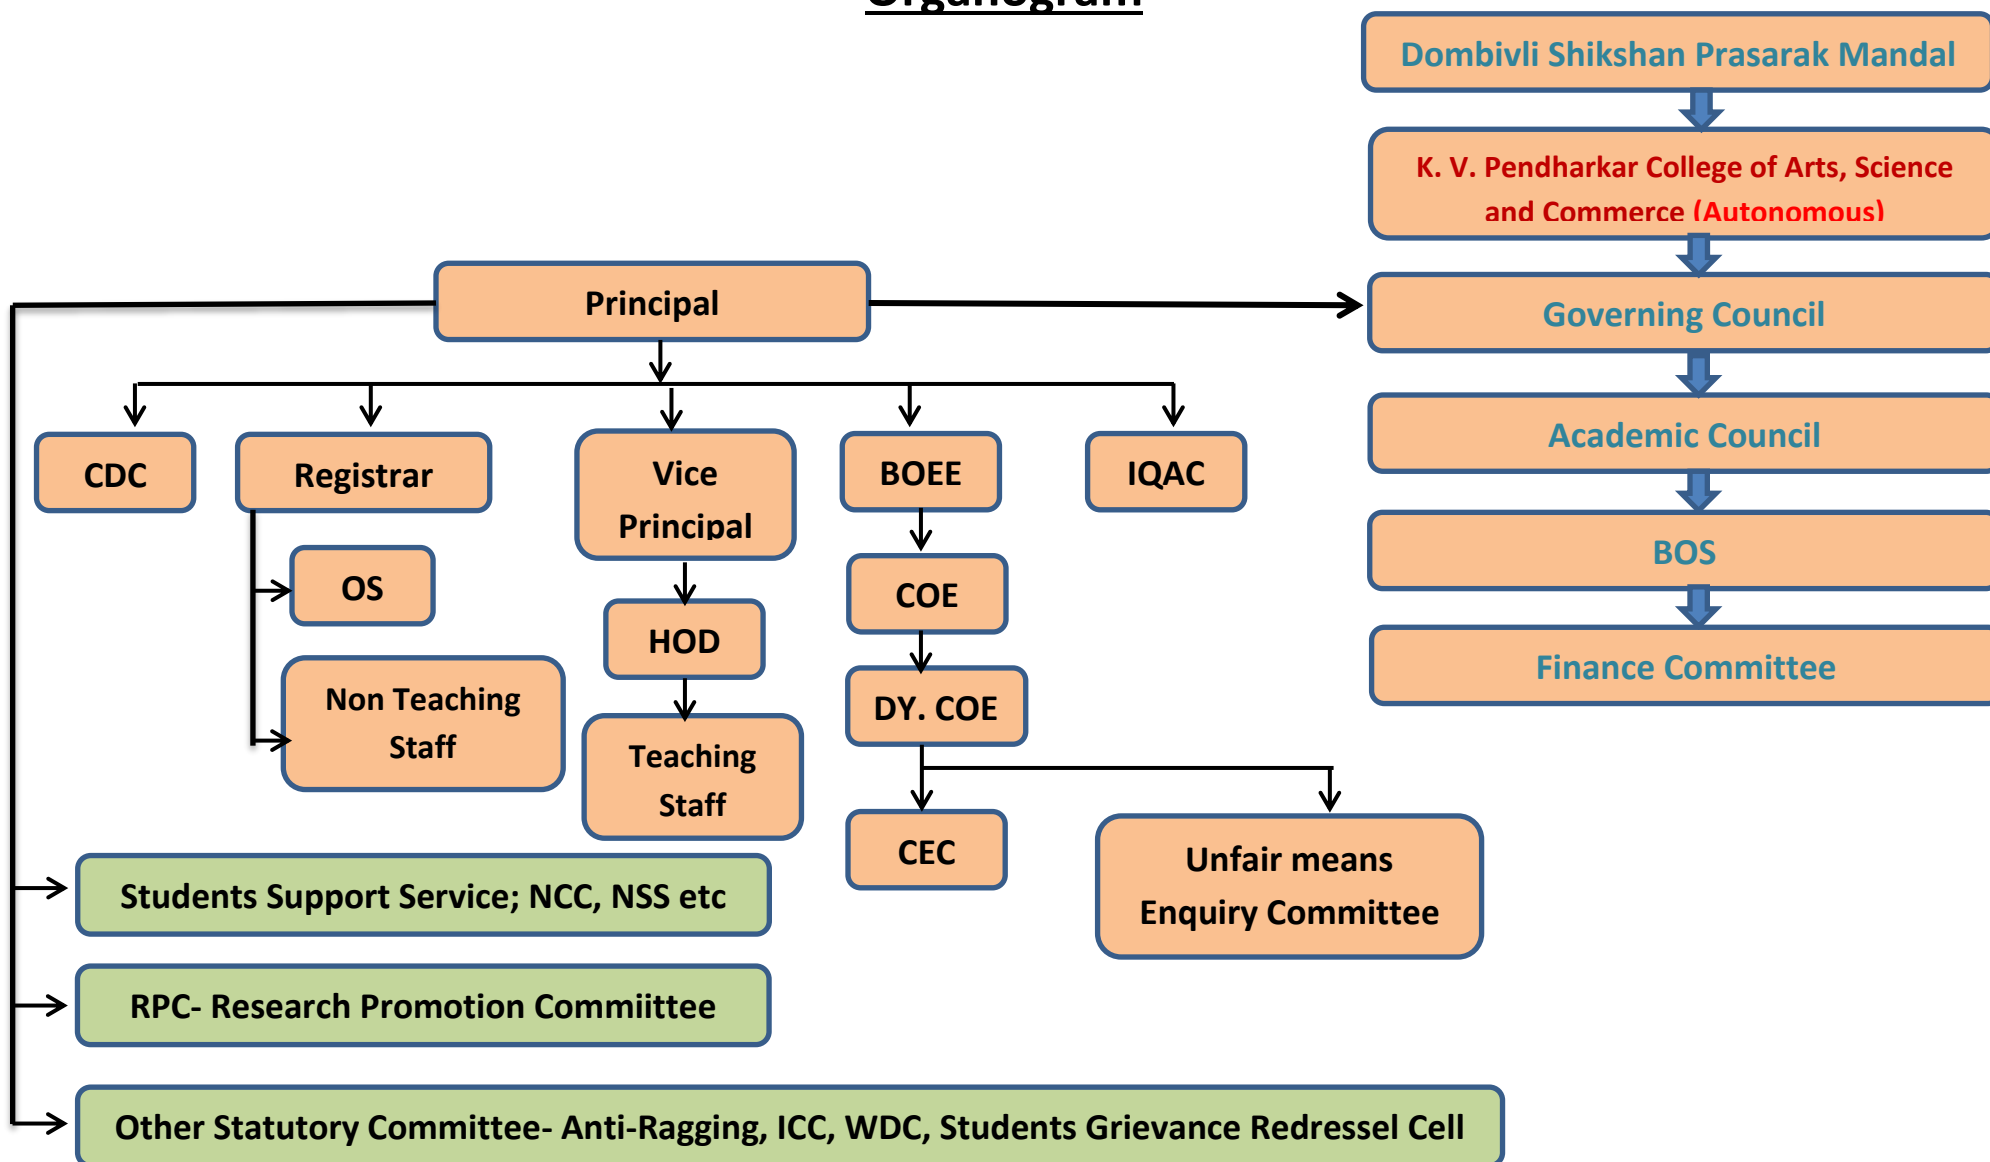 Organogram
Dombivli Shikshan Prasarak Mandal
K. V. Pendharkar College of Arts, Science
and Commerce (Autonomous)
Principal
Governing Council
Academic Council
CDC
Registrar
Vice
Principal
BOEE
IQAC
BOS
OS
COE
HOD
Finance Committee
Non Teaching
Staff
DY. COE
Teaching
Staff
CEC
Unfair means
Enquiry Committee
Students Support Service; NCC, NSS etc
RPC- Research Promotion Commiittee
Other Statutory Committee- Anti-Ragging, ICC, WDC, Students Grievance Redressel Cell